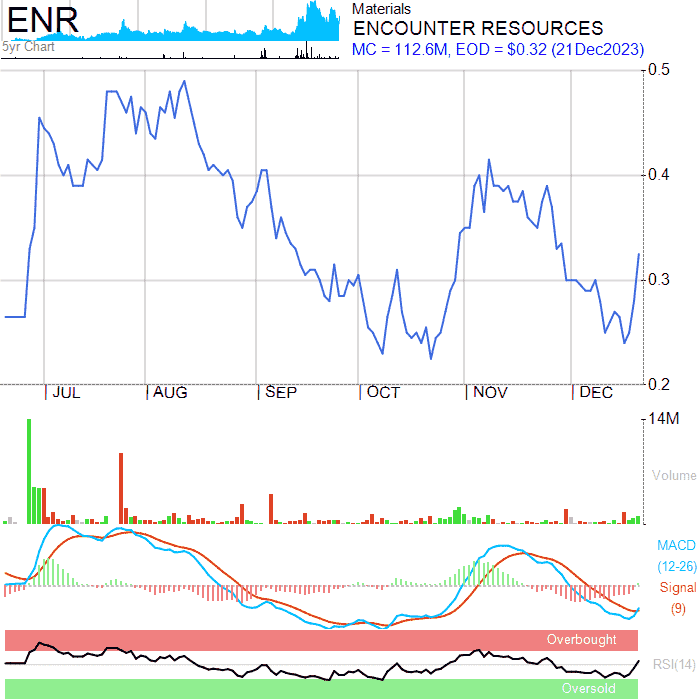 ENR
5yr Chart
Materials
ENCOUNTER RESOURCES
MC = 112.6M, EOD = $0.32 (21Dec2023)
0.5
0.4
0.3
0.2
JUL AUG SEP OCT NOV DEC
14M
Volume
MACD
(12-26)
Signal
(9)
Overbought
RSI(14)
Oversold